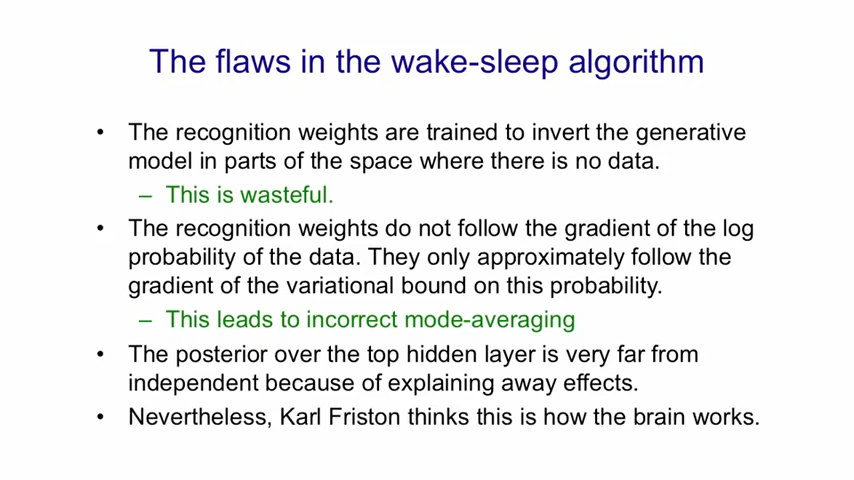 The flaws in the wake-sleep algorithm
• The recognition weights are trained to invert the generative
model in parts of the space where there is no data.
– This is wasteful.
• The recognition weights do not follow the gradient of the log
probability of the data. They only approximately follow the
gradient of the variational bound on this probability.
– This leads to incorrect mode-averaging
• The posterior over the top hidden layer is very far from
independent because of explaining away effects.
• Nevertheless, Karl Friston thinks this is how the brain works.